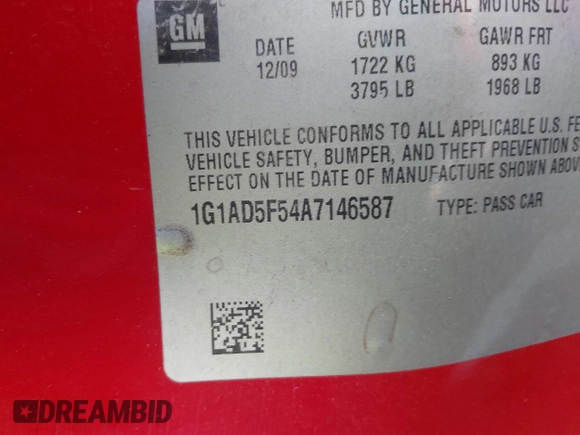 MFD BY GENERAL MOTORS LLC
GM
DATE GVWR GAWR FRT
12/09 1722 KG 893 KG
3795 LB 1968 LB
THIS VEHICLE CONFORMS TO ALL APPLICABLE U.S. FE
VEHICLE SAFETY, BUMPER, AND THEFT PREVENTION S
EFFECT ON THE DATE OF MANUFACTURE SHOWN ABOV
1G1AD5F54A7146587 TYPE: PASS CAR
DREAMBID